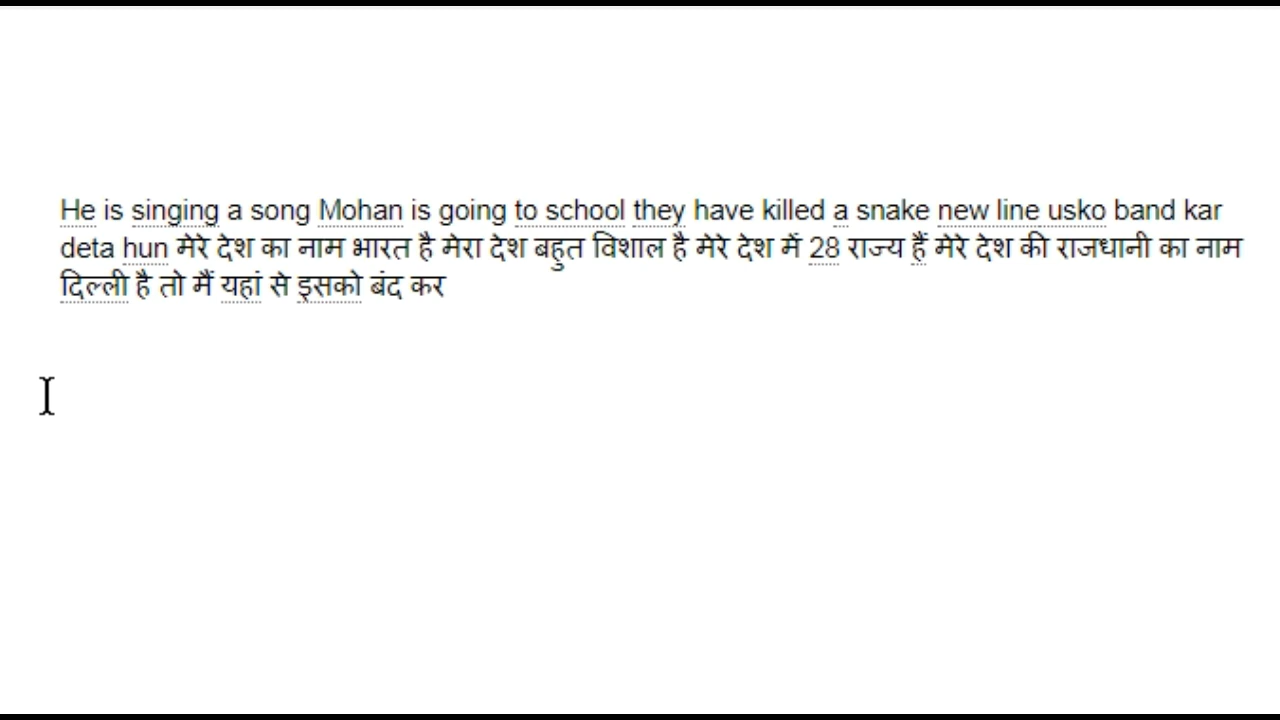 He is singing a song Mohan is going to school they have killed a snake new line usko band kar
deta hun मेरे देश का नाम भारत है मेरा देश बहुत विशाल है मेरे देश में 28 राज्य हैं मेरे देश की राजधानी का नाम
दिल्ली है तो मैं यहां से इसको बंद कर